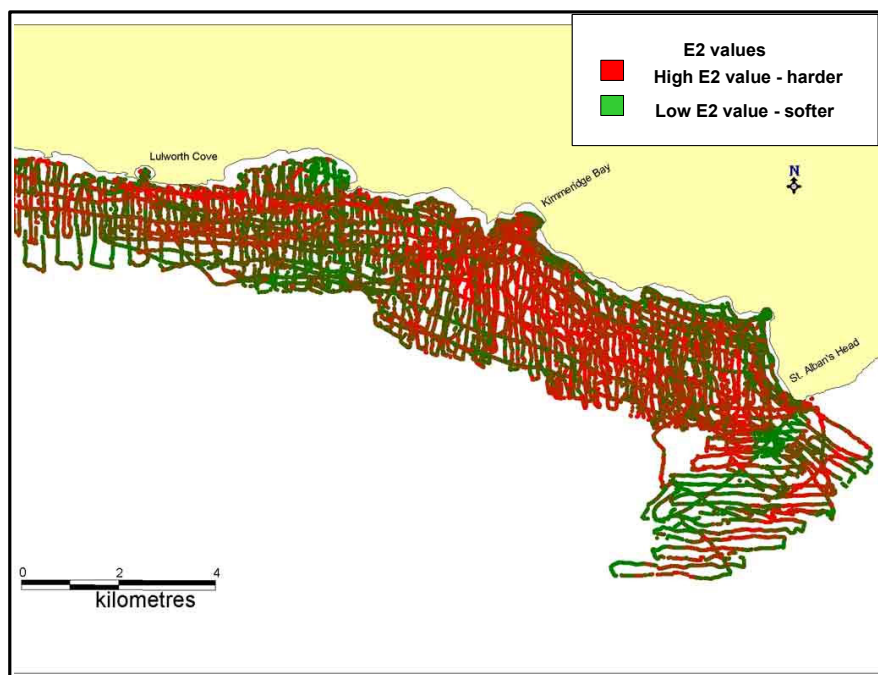 E2 values
High E2 value - harder
Low E2 value - softer
Lulworth Cove
Kimmeridge Bay
N
St. Alban's Head
0 2 4
kilometres